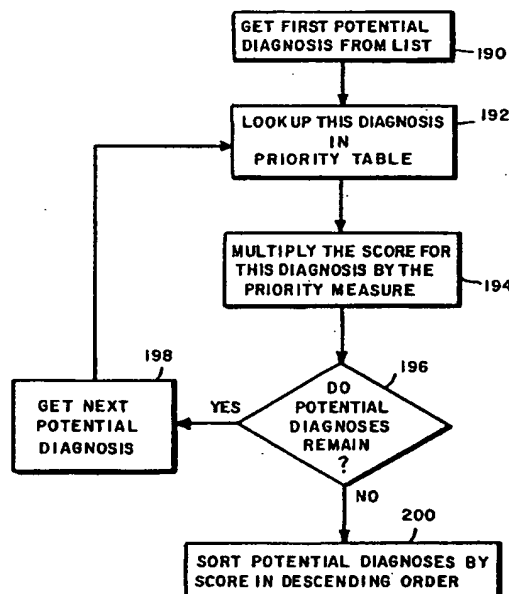 GET FIRST POTENTIAL
DIAGNOSIS FROM LIST
190
LOOK UP THIS DIAGNOSIS
IN
PRIORITY TABLE
192
MULTIPLY THE SCORE FOR
THIS DIAGNOSIS BY THE
PRIORITY MEASURE
194
196
DO
POTENTIAL
DIAGNOSES
REMAIN
?
YES
198
GET NEXT
POTENTIAL
DIAGNOSIS
NO
200
SORT POTENTIAL DIAGNOSES BY
SCORE IN DESCENDING ORDER